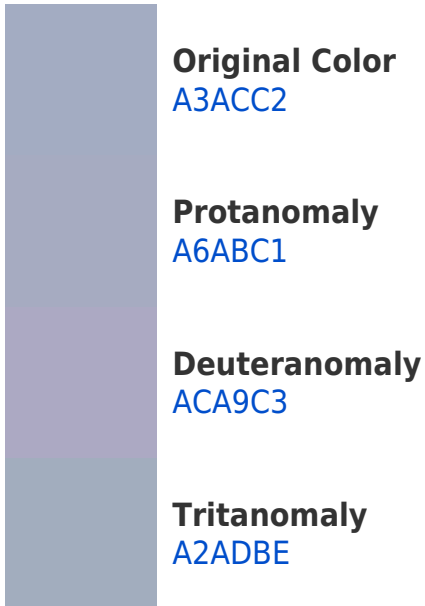 Original Color
A3ACC2
Protanomaly
A6ABC1
Deuteranomaly
ACA9C3
Tritanomaly
A2ADBE